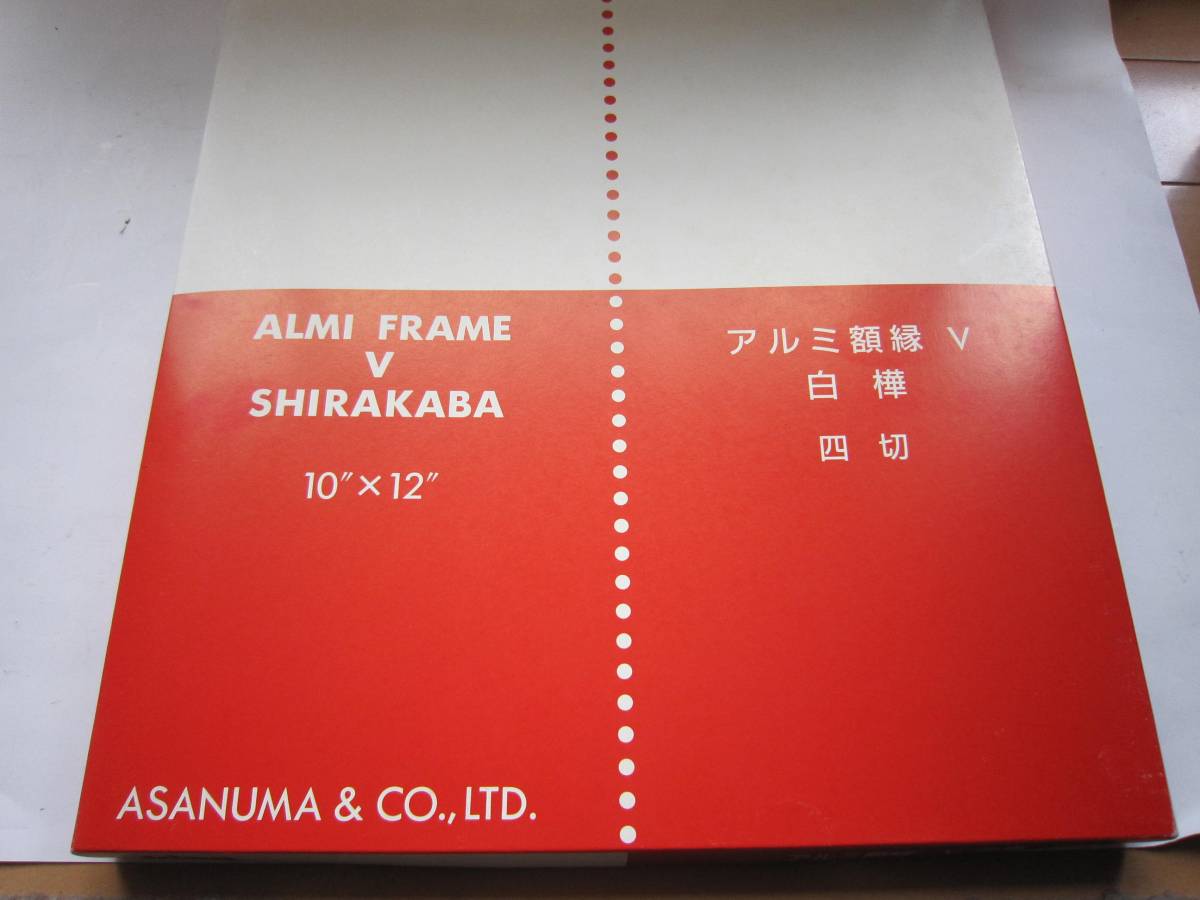 ALMI FRAME
V
SHIRAKABA
10″×12″
アルミ額縁 V
白樺
四切
ASANUMA & CO., LTD.